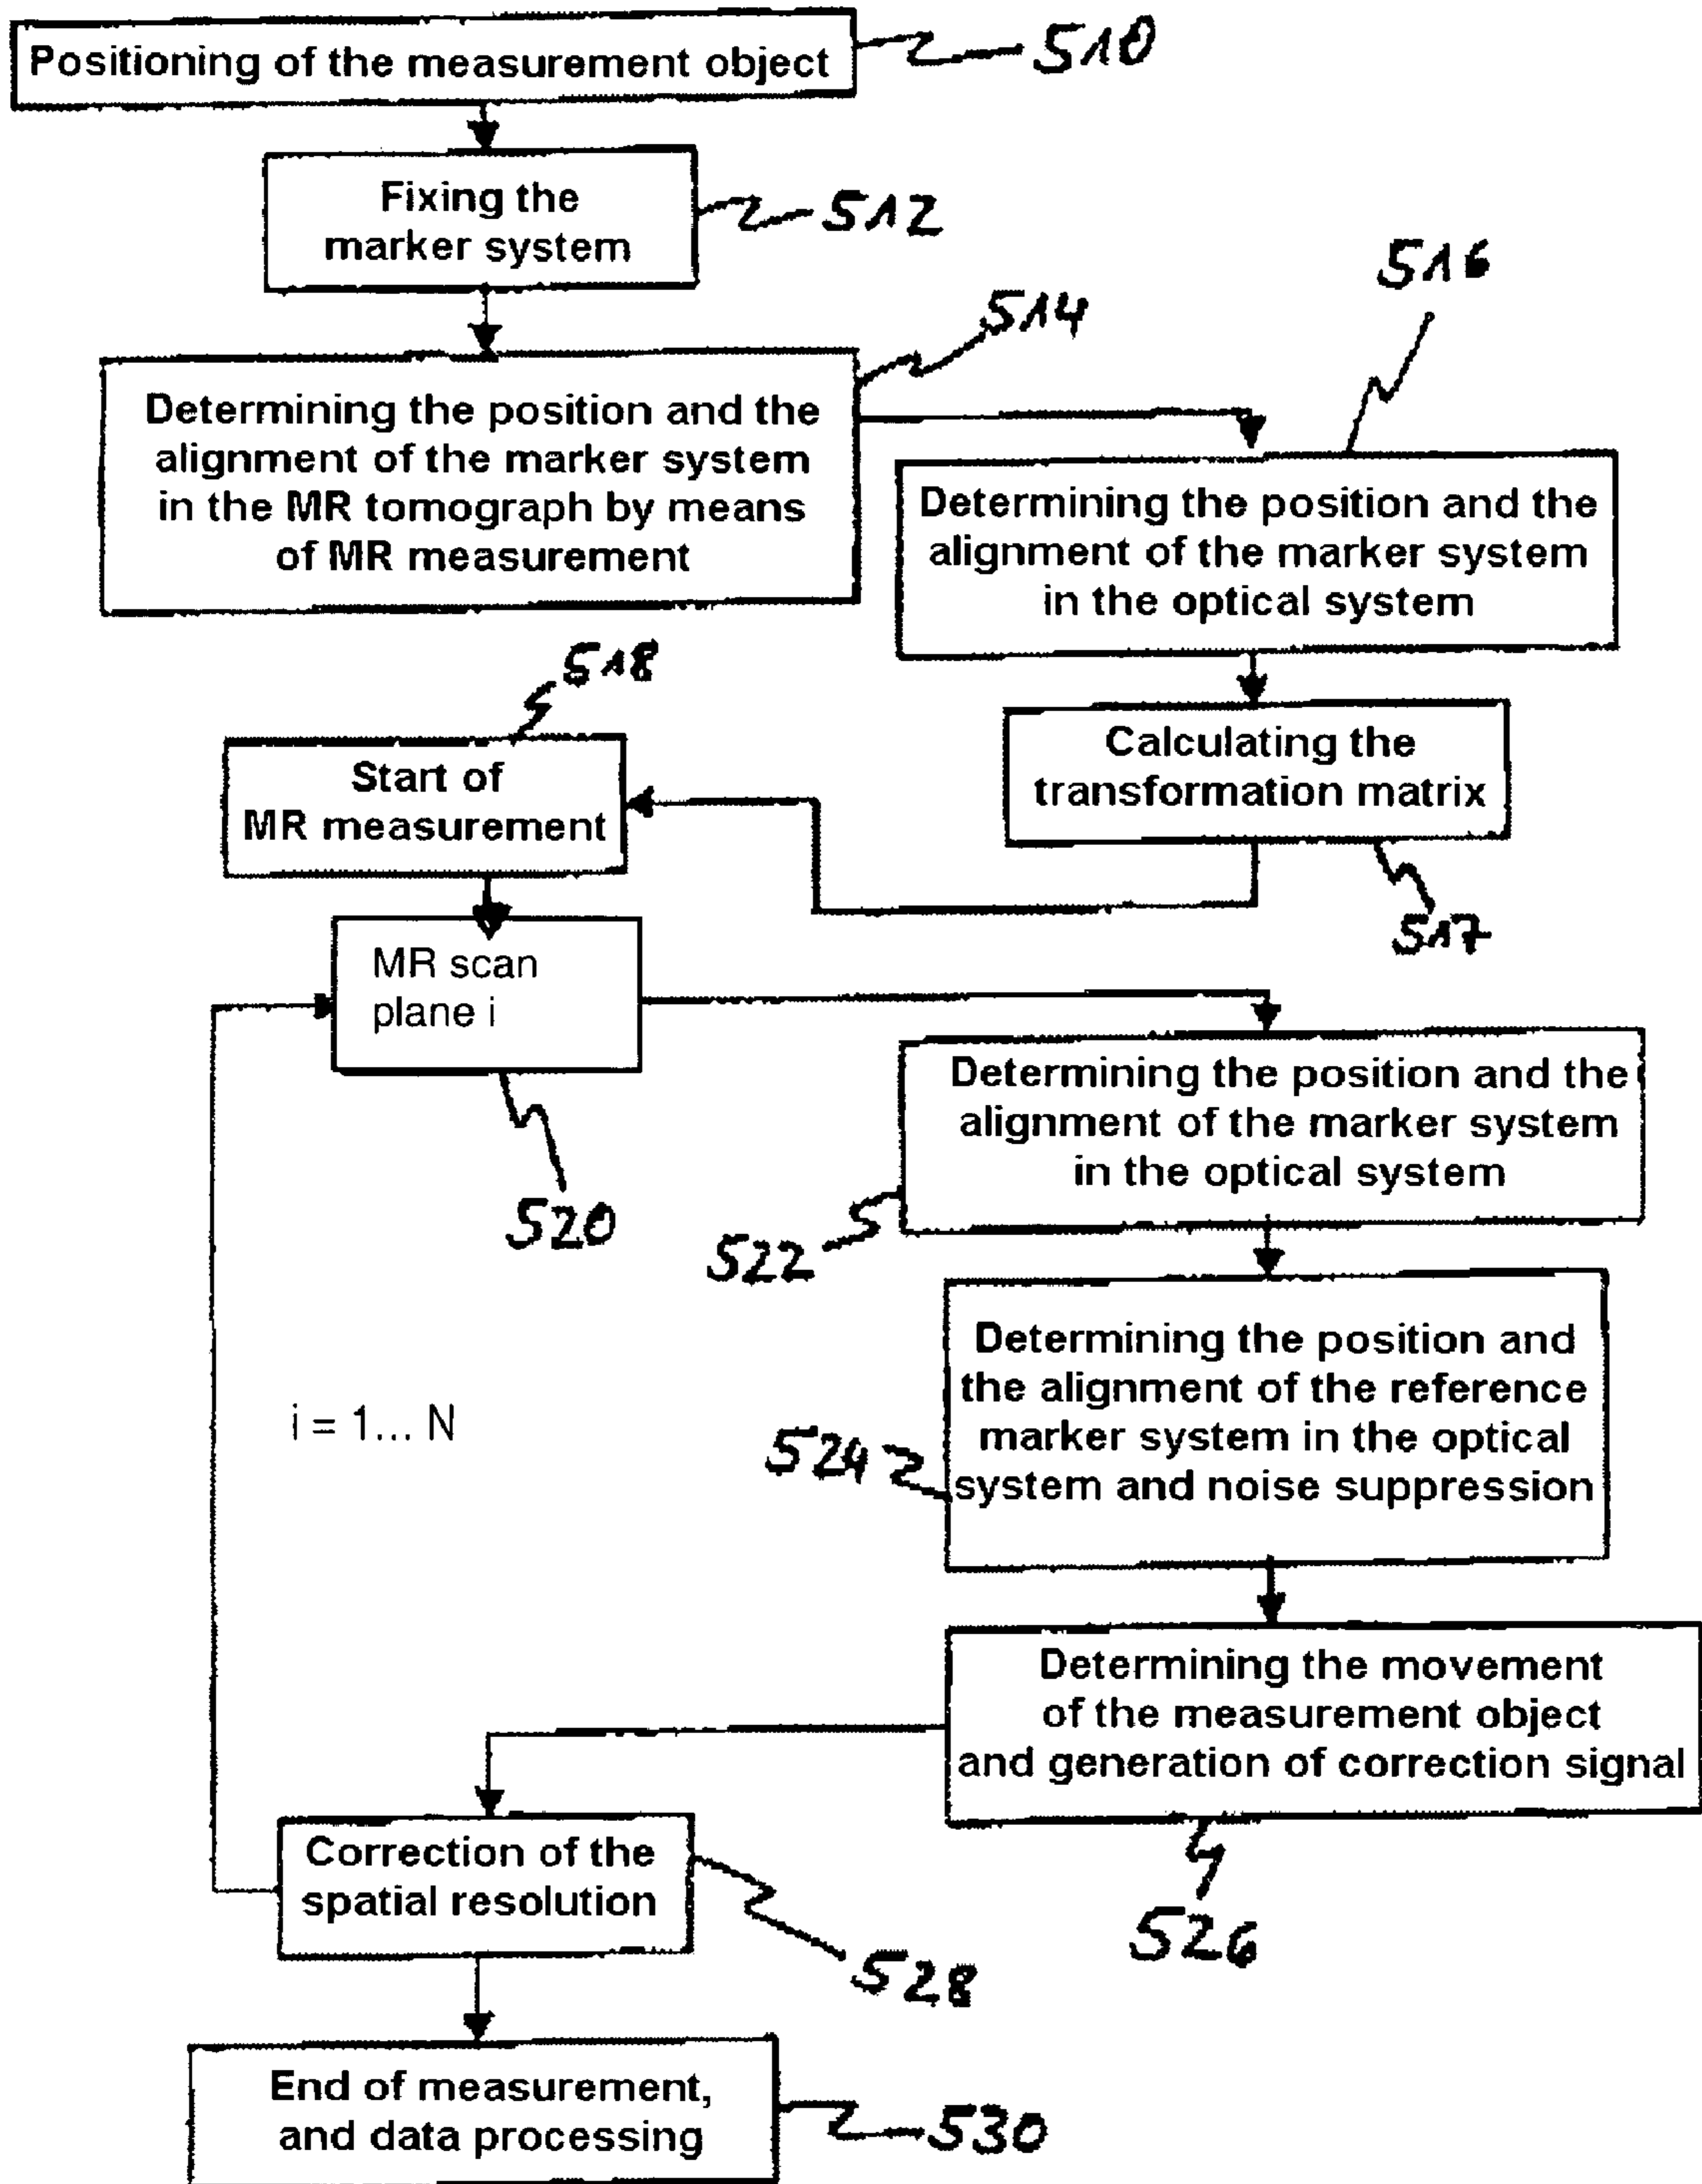 Positioning of the measurement object
510
Fixing the
marker system
512
514
516
Determining the position and the
alignment of the marker system
in the MR tomograph by means
of MR measurement
Determining the position and the
alignment of the marker system
in the optical system
518
Calculating the
transformation matrix
517
Start of
MR measurement
MR scan
plane i
520
Determining the position and the
alignment of the marker system
in the optical system
522
Determining the position and
the alignment of the reference
marker system in the optical
system and noise suppression
524
i = 1... N
Determining the movement
of the measurement object
and generation of correction signal
526
Correction of the
spatial resolution
528
End of measurement,
and data processing
530